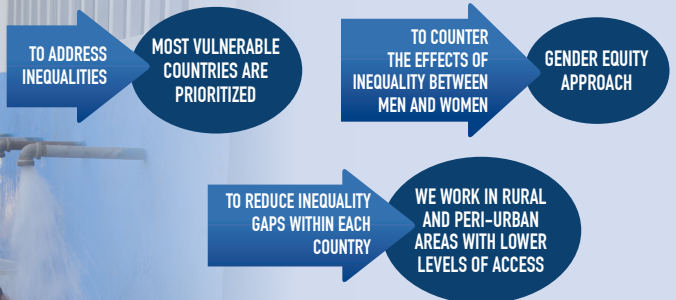 TO ADDRESS
INEQUALITIES
MOST VULNERABLE
COUNTRIES ARE
PRIORITIZED
TO COUNTER
THE EFFECTS OF
INEQUALITY BETWEEN
MEN AND WOMEN
GENDER EQUITY
APPROACH
TO REDUCE INEQUALITY
GAPS WITHIN EACH
COUNTRY
WE WORK IN RURAL
AND PERI-URBAN
AREAS WITH LOWER
LEVELS OF ACCESS